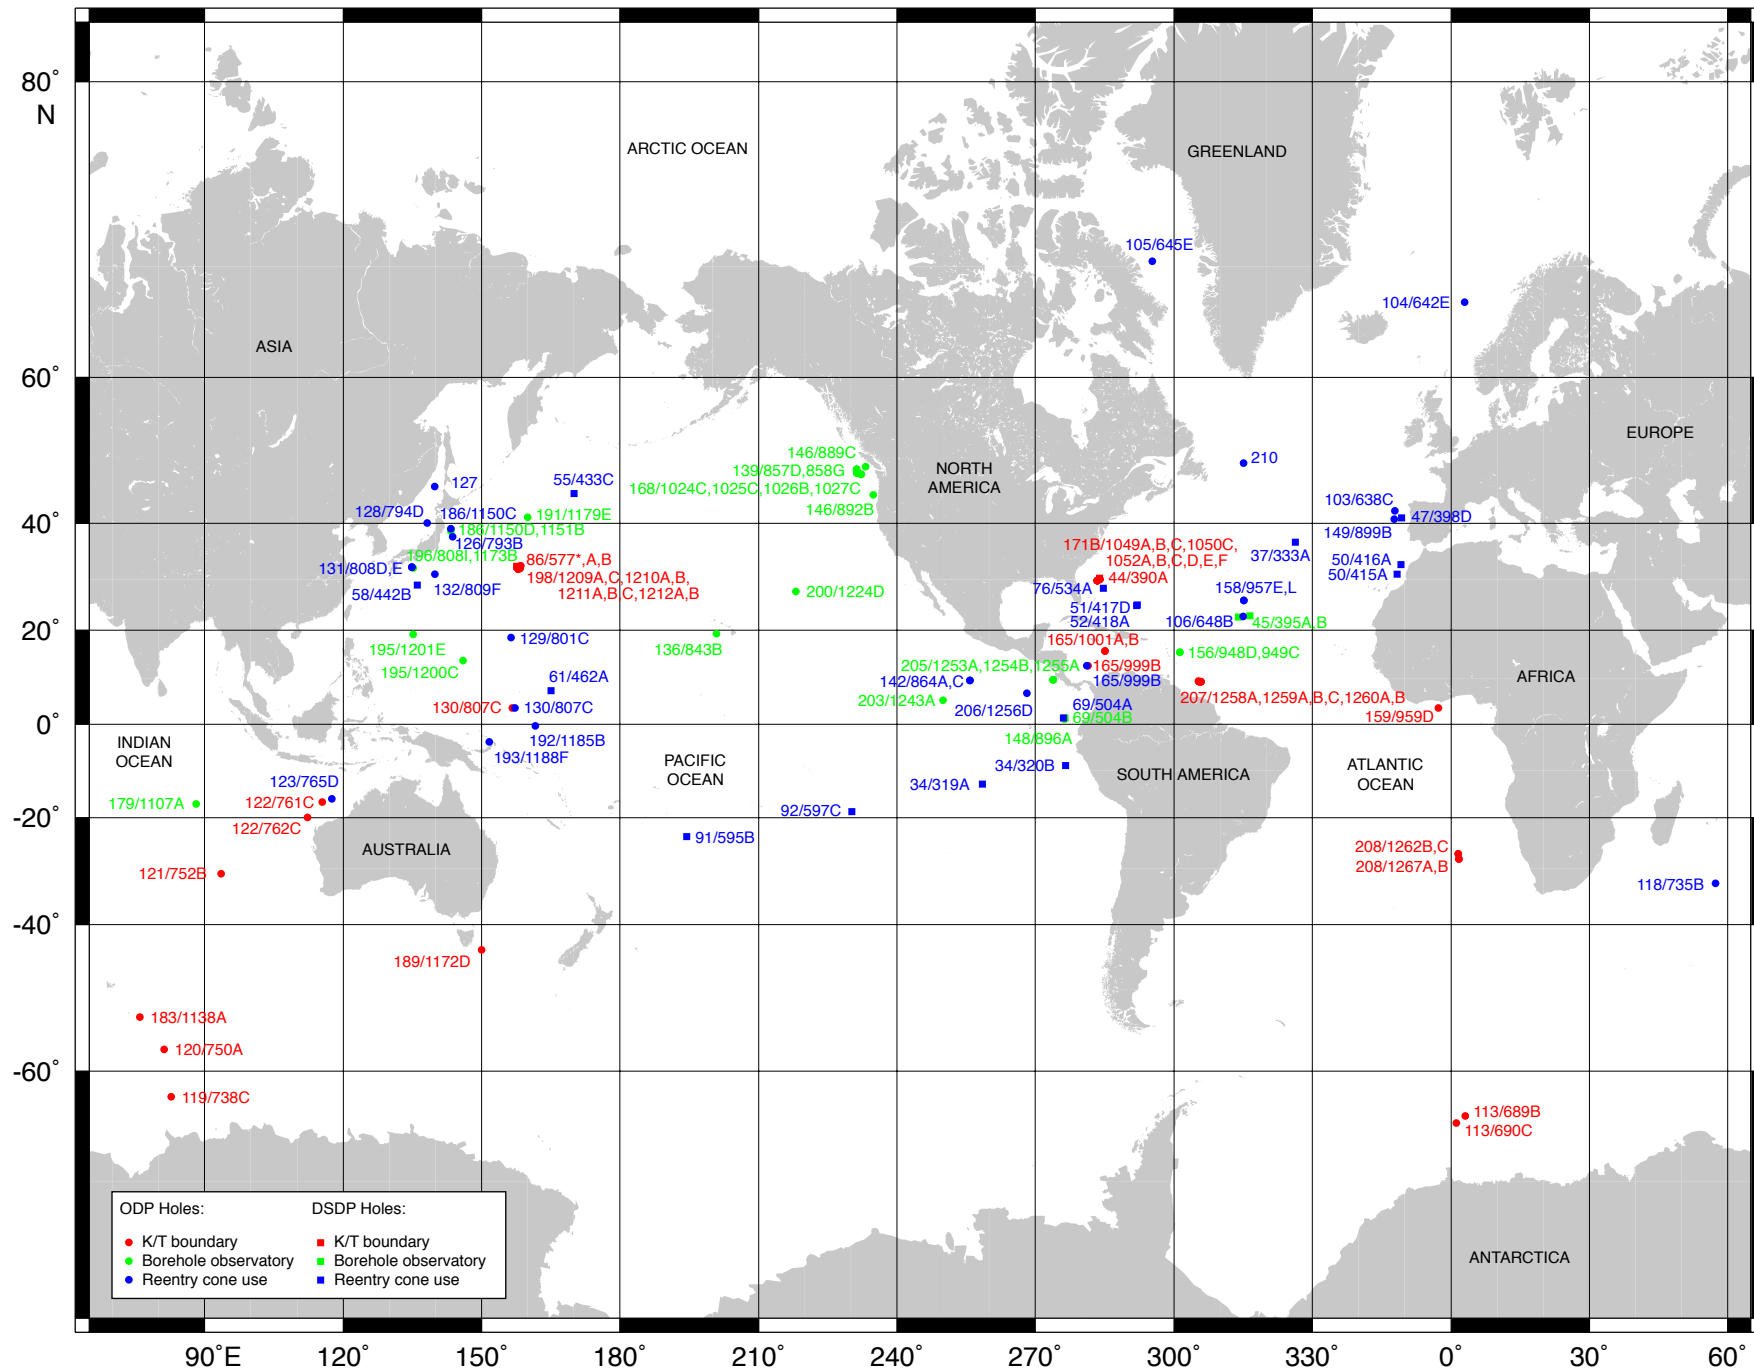 80°
N
ARCTIC OCEAN
GREENLAND
105/645E
104/642E
ASIA
60°
EUROPE
NORTH
AMERICA
146/889C
139/857D,858G
168/1024C,1025C,1026B,1027C
146/892B
210
55/433C
127
128/794D
186/1150C
191/1179E
186/1150D,1151B
126/793B
196/808I,1173B
131/808D,E
132/809F
58/442B
86/577*,A,B
198/1209A,C,1210A,B,
1211A,B,C,1212A,B
40°
103/638C
47/398D
149/899B
37/333A
50/416A
50/415A
171B/1049A,B,C,1050C,
1052A,B,C,D,E,F
44/390A
76/534A
158/957E,L
51/417D
52/418A
106/648B
45/395A,B
200/1224D
20°
195/1201E
195/1200C
129/801C
136/843B
165/1001A,B
156/948D,949C
205/1253A,1254B,1255A
165/999B
165/999B
142/864A,C
61/462A
130/807C
130/807C
203/1243A
206/1256D
69/504A
69/504B
207/1258A,1259A,B,C,1260A,B
AFRICA
159/959D
0°
192/1185B
193/1188F
148/896A
INDIAN
OCEAN
PACIFIC
OCEAN
34/320B
34/319A
SOUTH AMERICA
ATLANTIC
OCEAN
123/765D
179/1107A
122/761C
122/762C
92/597C
-20°
91/595B
AUSTRALIA
121/752B
208/1262B,C
208/1267A,B
118/735B
-40°
189/1172D
183/1138A
120/750A
-60°
119/738C
113/689B
113/690C
ODP Holes:
DSDP Holes:
K/T boundary
K/T boundary
Borehole observatory
Borehole observatory
Reentry cone use
Reentry cone use
ANTARCTICA
90°E
120°
150°
180°
210°
240°
270°
300°
330°
0°
30°
60°